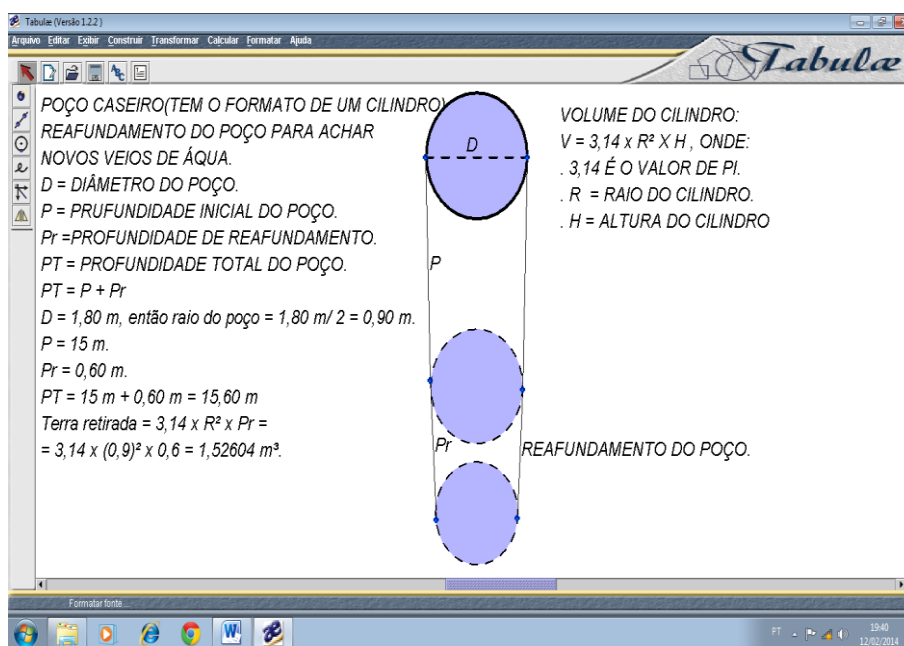 Tabulæ (Versão 1.2.2 )
Arquivo Editar Exibir Construir Transformar Calcular Formatar Ajuda
Tabulæ
ABC
POÇO CASEIRO(TEM O FORMATO DE UM CILINDRO)
REAFUNDAMENTO DO POÇO PARA ACHAR
NOVOS VEIOS DE ÁGUA.
D = DIÂMETRO DO POÇO.
P = PRUFUNDIDADE INICIAL DO POÇO.
Pr =PROFUNDIDADE DE REAFUNDAMENTO.
PT = PROFUNDIDADE TOTAL DO POÇO.
PT = P + Pr
D = 1,80 m, então raio do poço = 1,80 m/ 2 = 0,90 m.
P = 15 m.
Pr = 0,60 m.
PT = 15 m + 0,60 m = 15,60 m
Terra retirada = 3,14 x R² x Pr =
= 3,14 x (0,9)² x 0,6 = 1,52604 m³.
D
P
Pr
REAFUNDAMENTO DO POÇO.
VOLUME DO CILINDRO:
V = 3,14 x R² X H , ONDE:
. 3,14 É O VALOR DE PI.
. R = RAIO DO CILINDRO.
. H = ALTURA DO CILINDRO
Formatar fonte...
W
PT
19:40
12/02/2014